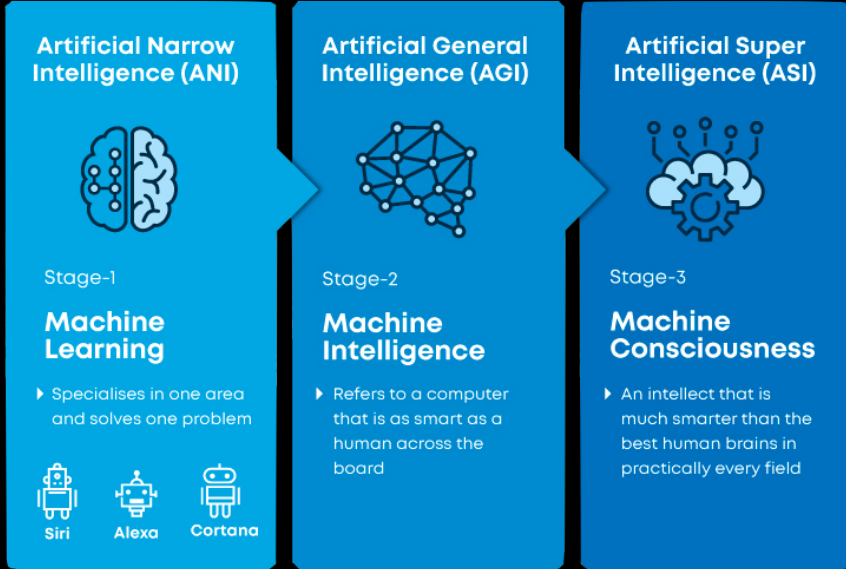 Artificial Narrow
Intelligence (ANI)
Stage-1
Machine
Learning
Specialises in one area
and solves one problem
Siri
Alexa
Cortana
Artificial General
Intelligence (AGI)
Stage-2
Machine
Intelligence
Refers to a computer
that is as smart as a
human across the
board
Artificial Super
Intelligence (ASI)
Stage-3
Machine
Consciousness
An intellect that is
much smarter than the
best human brains in
practically every field